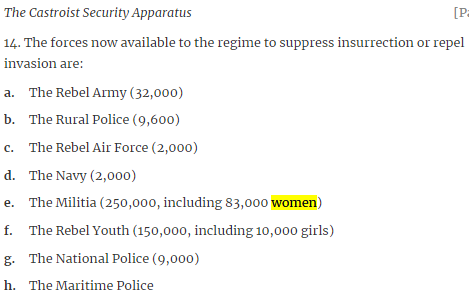 The Castroist Security Apparatus [Pa
14. The forces now available to the regime to suppress insurrection or repel
invasion are:
a. The Rebel Army (32,000)
b. The Rural Police (9,600)
c. The Rebel Air Force (2,000)
d. The Navy (2,000)
e. The Militia (250,000, including 83,000 women)
f. The Rebel Youth (150,000, including 10,000 girls)
g. The National Police (9,000)
h. The Maritime Police